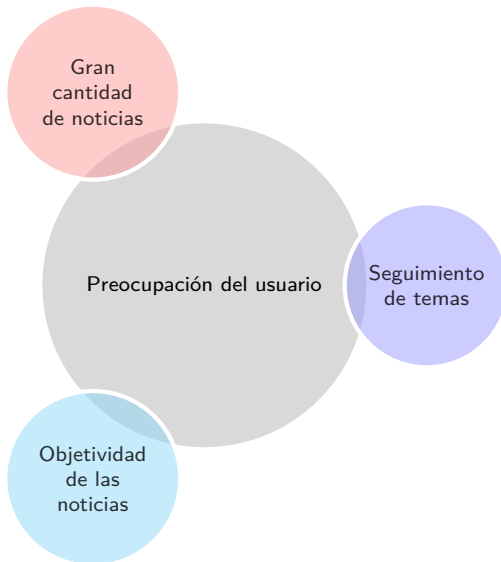 Gran
cantidad
de noticias
Preocupación del usuario
Seguimiento
de temas
Objetividad
de las
noticias